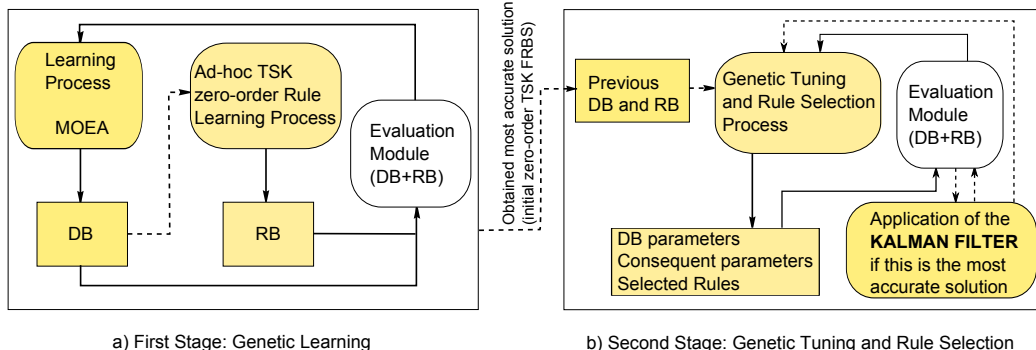 Learning
Process
MOEA
Ad-hoc TSK
zero-order Rule
Learning Process
Evaluation
Module
(DB+RB)
DB
RB
Obtained most accurate solution
(initial zero-order TSK FRBS)
Previous
DB and RB
Genetic Tuning
and Rule Selection
Process
Evaluation
Module
(DB+RB)
DB parameters
Consequent parameters
Selected Rules
Application of the
KALMAN FILTER
if this is the most
accurate solution
a) First Stage: Genetic Learning
b) Second Stage: Genetic Tuning and Rule Selection